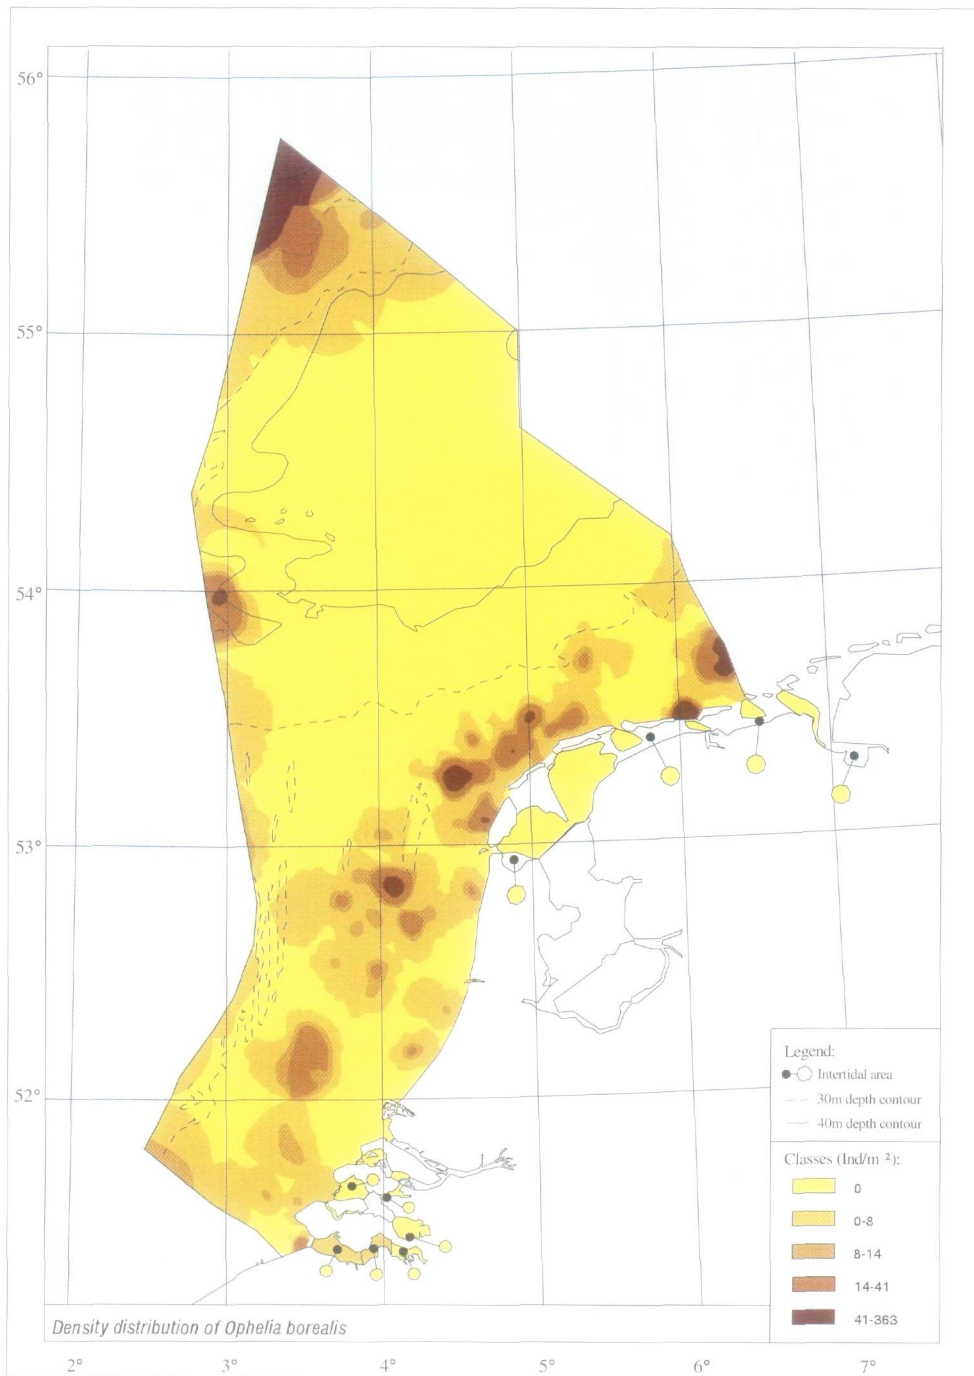 56°
55°
54°
53°
52°
Legend:
Intertidal area
30m depth contour
40m depth contour
Classes (Ind/m ²):
0
0-8
8-14
14-41
41-363
Density distribution of Ophelia borealis
2° 3° 4° 5° 6° 7°